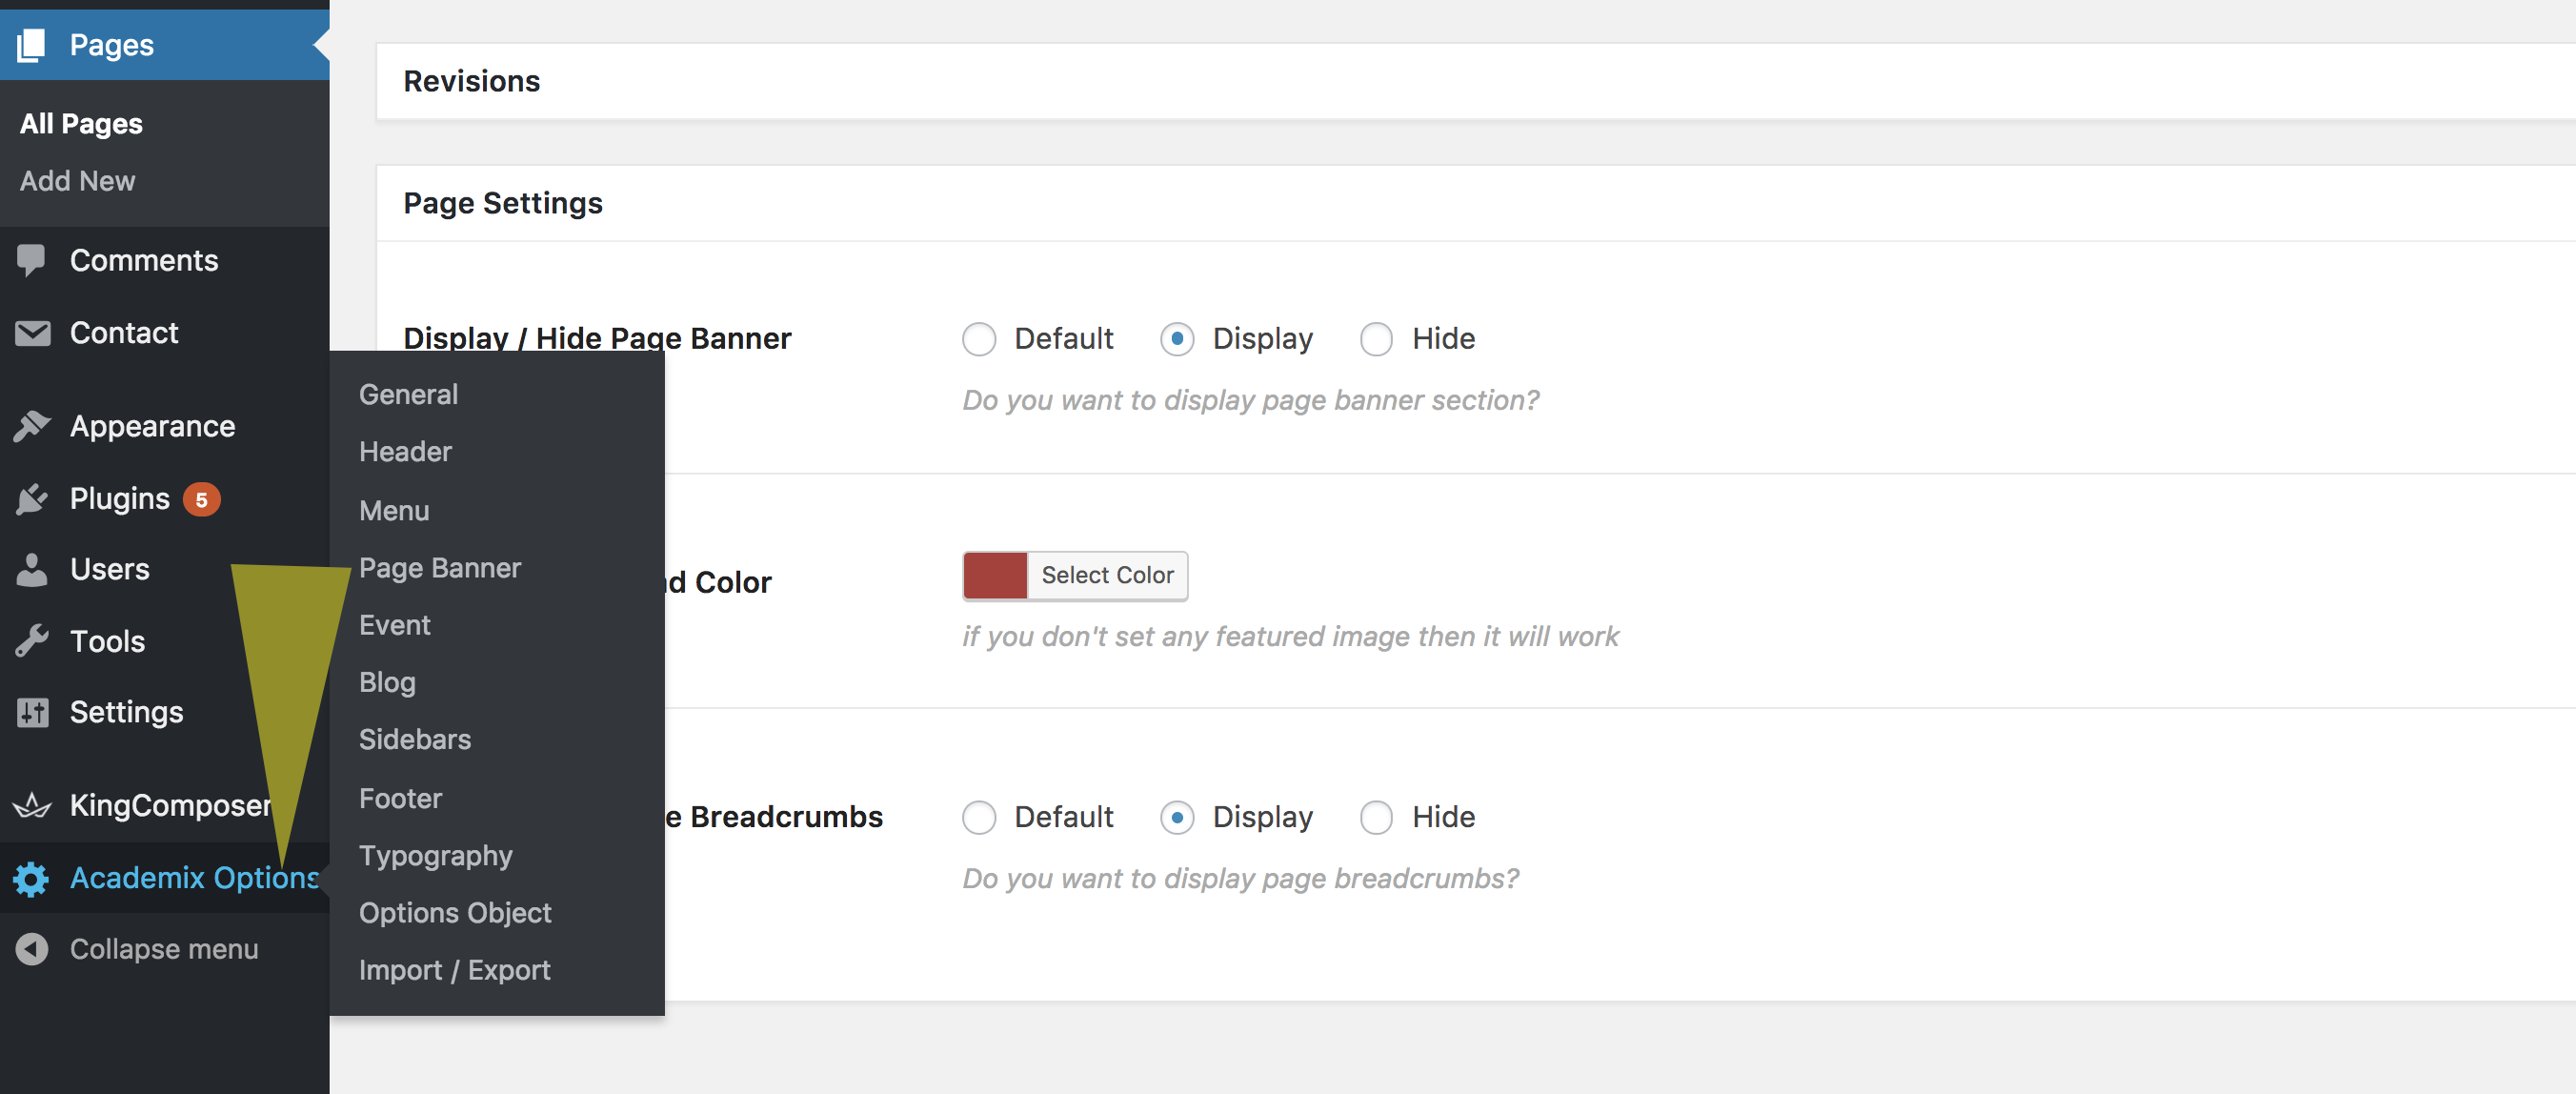 Pages
All Pages
Add New
Comments
Contact
Appearance
Plugins 5
Users
Tools
Settings
KingComposer
Academix Options
Collapse menu
General
Header
Menu
Page Banner
Event
Blog
Sidebars
Footer
Typography
Options Object
Import / Export
Revisions
Page Settings
Display / Hide Page Banner
Default Display Hide
Do you want to display page banner section?
Color
Select Color
if you don't set any featured image then it will work
Breadcrumbs
Default Display Hide
Do you want to display page breadcrumbs?